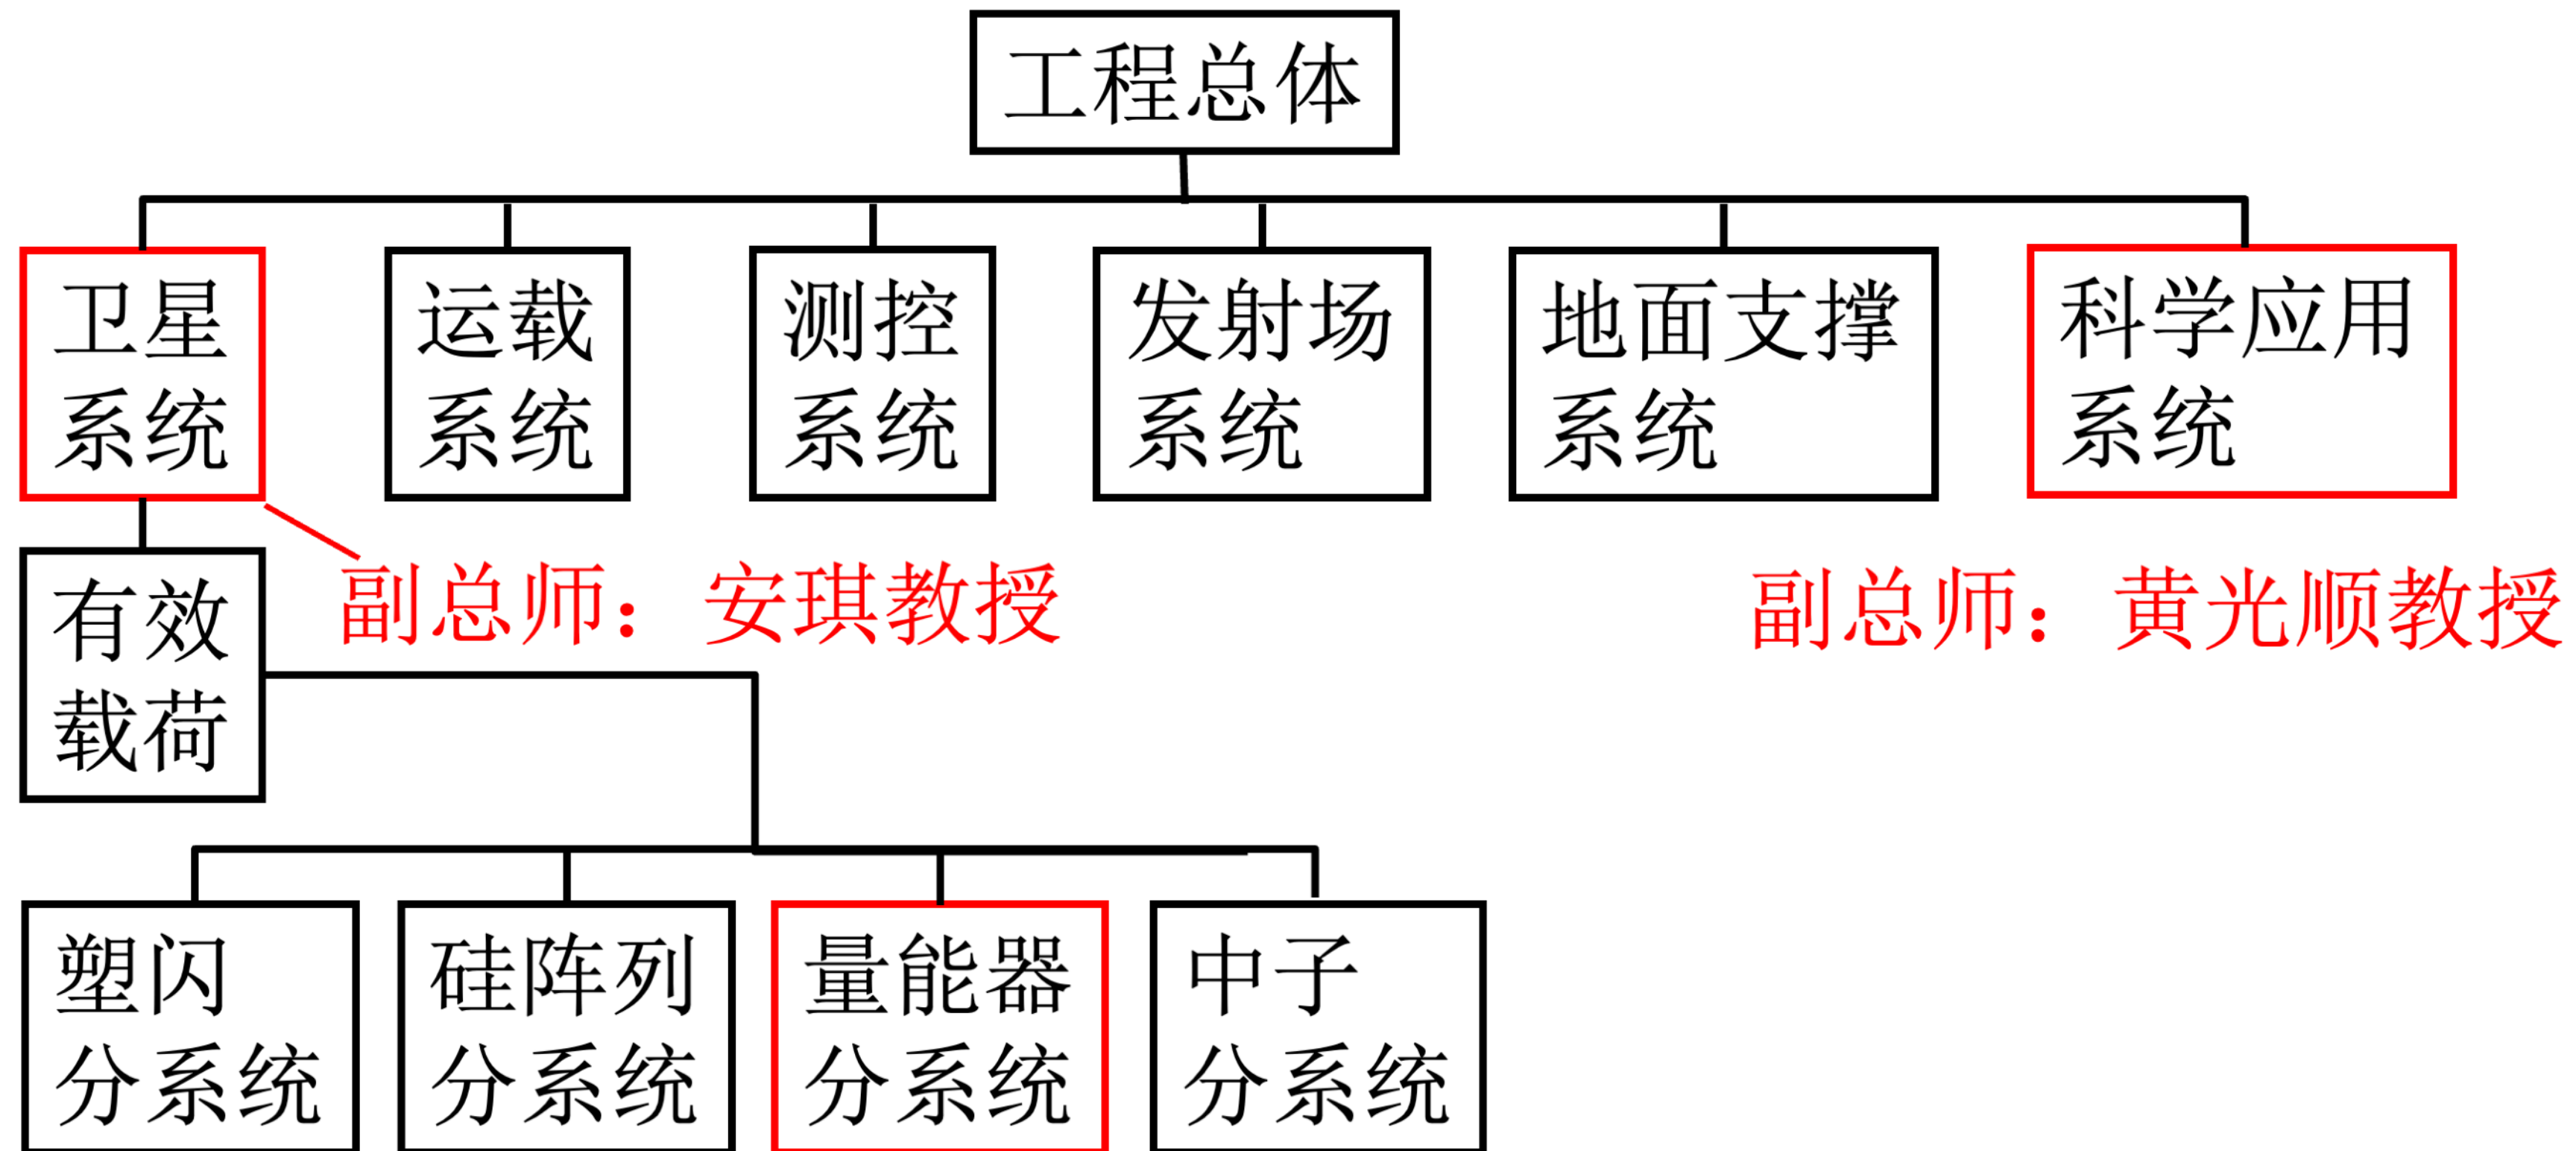 工程总体
卫星
系统
运载
系统
测控
系统
发射场
系统
地面支撑
系统
科学应用
系统
副总师：安琪教授
副总师：黄光顺教授
有效
载荷
塑闪
分系统
硅阵列
分系统
量能器
分系统
中子
分系统